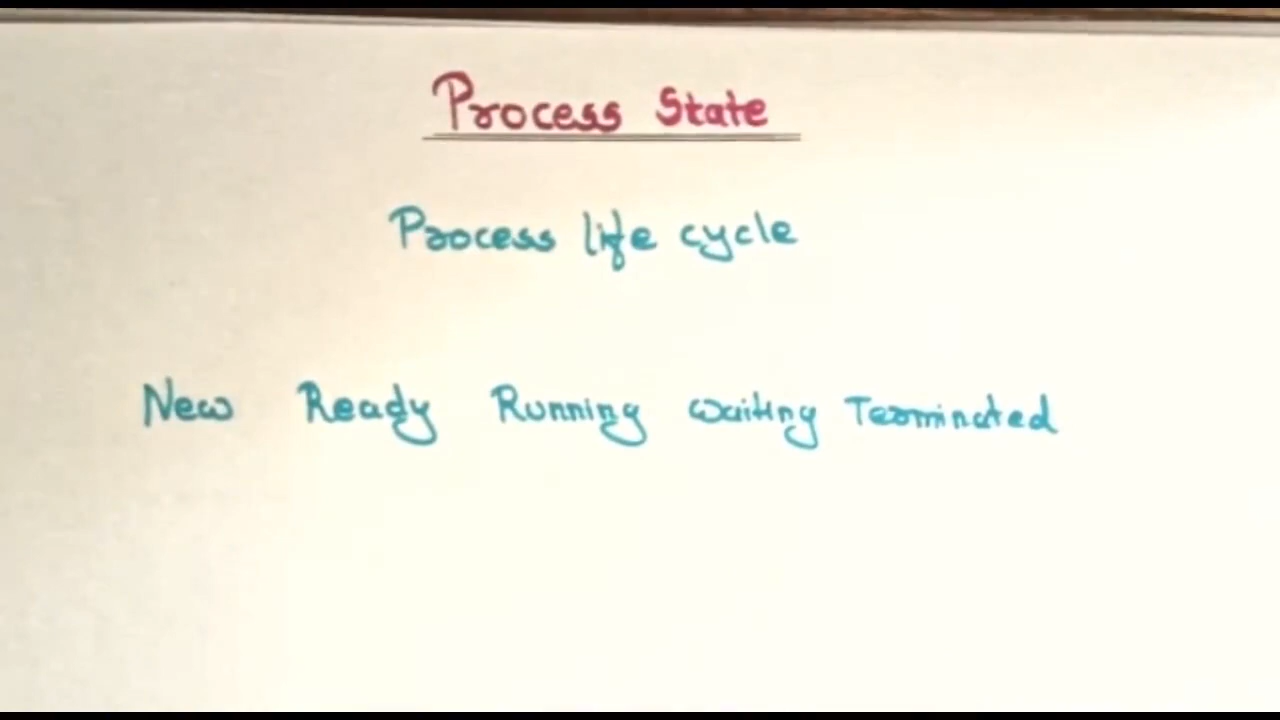 Process State
Process life cycle
New Ready Running waiting Terminated